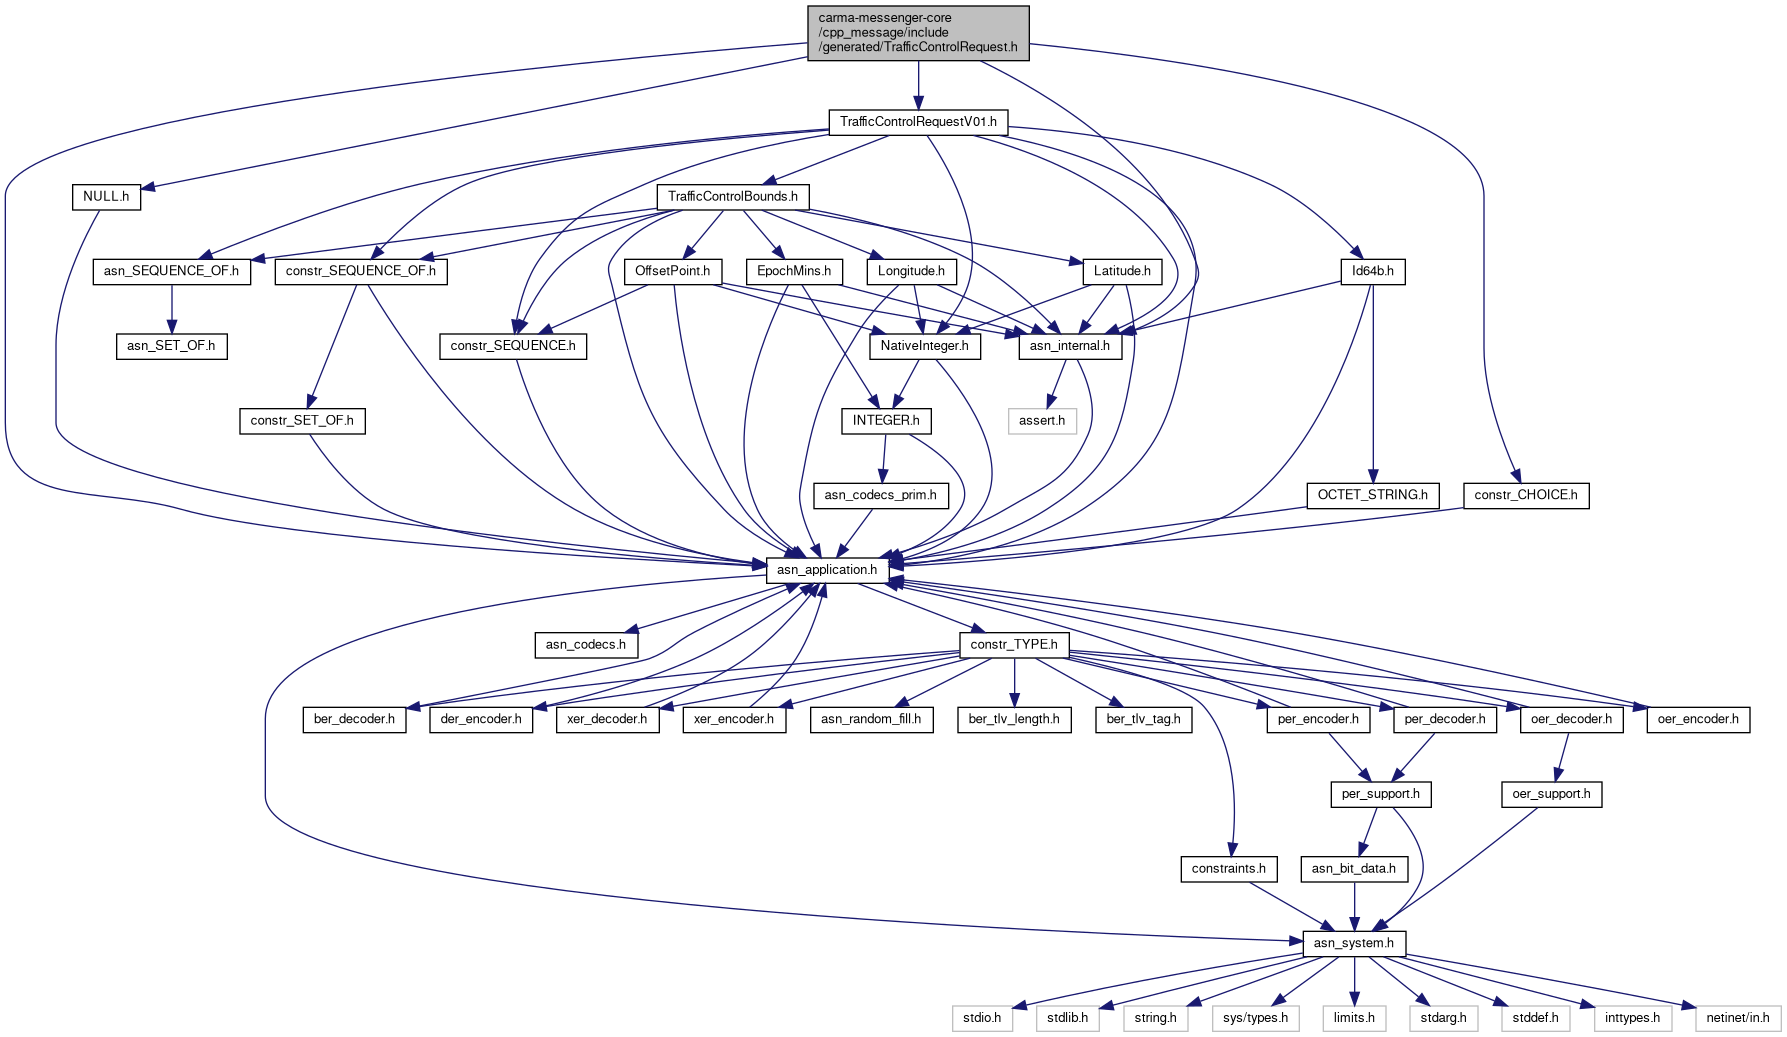 carma-messenger-core
/cpp_message/include
/generated/TrafficControlRequest.h
TrafficControlRequestV01.h
NULL.h
TrafficControlBounds.h
asn_SEQUENCE_OF.h
constr_SEQUENCE_OF.h
OffsetPoint.h
EpochMins.h
Longitude.h
Latitude.h
Id64b.h
asn_SET_OF.h
constr_SEQUENCE.h
NativeInteger.h
asn_internal.h
constr_SET_OF.h
INTEGER.h
assert.h
asn_codecs_prim.h
OCTET_STRING.h
constr_CHOICE.h
asn_application.h
asn_codecs.h
constr_TYPE.h
ber_decoder.h
der_encoder.h
xer_decoder.h
xer_encoder.h
asn_random_fill.h
ber_tlv_length.h
ber_tlv_tag.h
per_encoder.h
per_decoder.h
oer_decoder.h
oer_encoder.h
per_support.h
oer_support.h
constraints.h
asn_bit_data.h
asn_system.h
stdio.h
stdlib.h
string.h
sys/types.h
limits.h
stdarg.h
stddef.h
inttypes.h
netinet/in.h